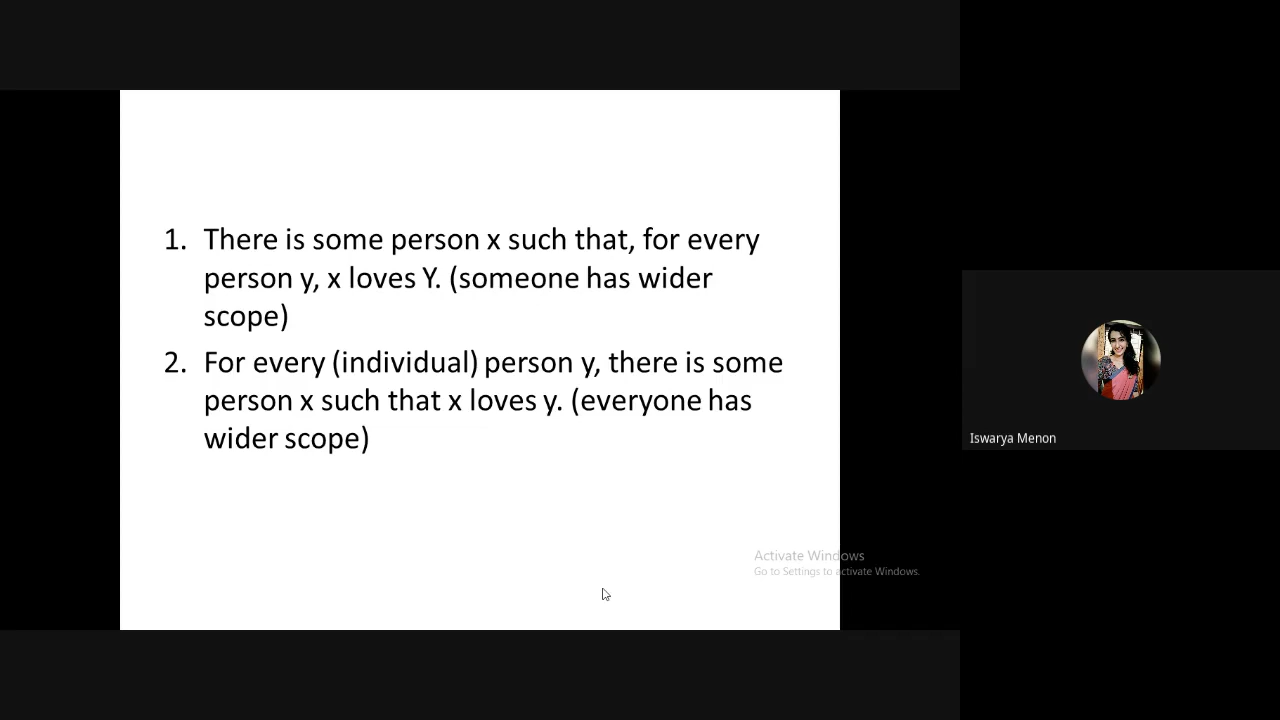 1. There is some person x such that, for every
person y, x loves Y. (someone has wider
scope)
2. For every (individual) person y, there is some
person x such that x loves y. (everyone has
wider scope)
Iswarya Menon
Activate Windows
Go to Settings to activate Windows.